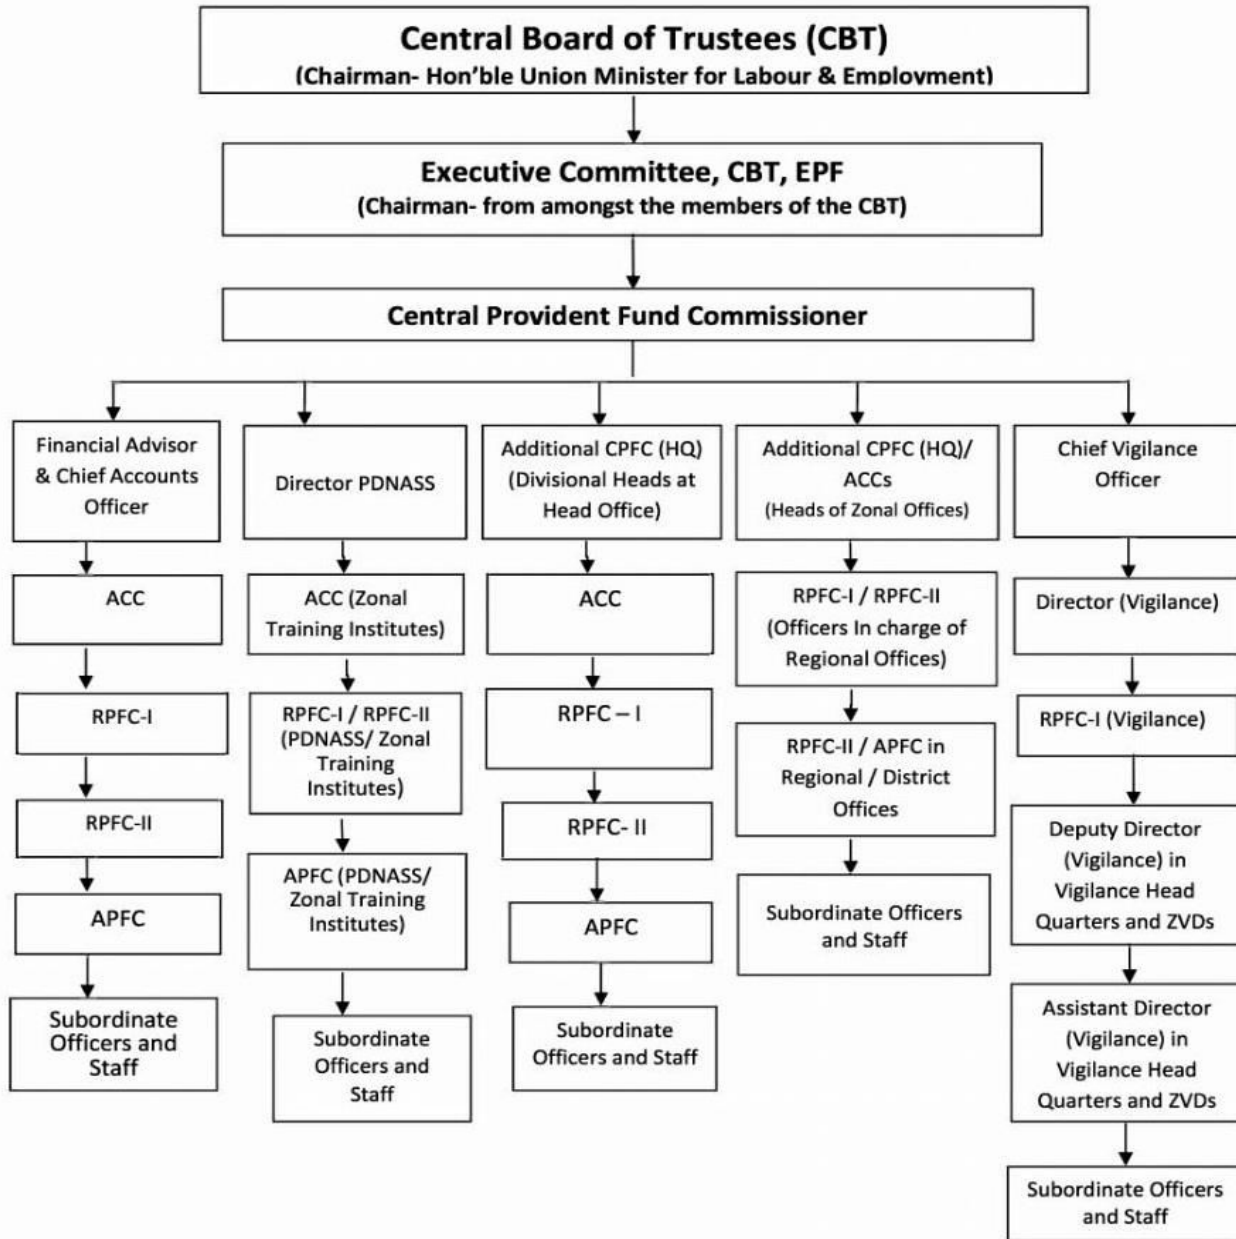 Central Board of Trustees (CBT)
(Chairman- Hon'ble Union Minister for Labour & Employment)
Executive Committee, CBT, EPF
(Chairman- from amongst the members of the CBT)
Central Provident Fund Commissioner
Financial Advisor
& Chief Accounts
Officer
ACC
RPFC-I
RPFC-II
APFC
Subordinate
Officers and
Staff
Director PDNASS
ACC (Zonal
Training Institutes)
RPFC-I / RPFC-II
(PDNASS/ Zonal
Training
Institutes)
APFC (PDNASS/
Zonal Training
Institutes)
Subordinate
Officers and
Staff
Additional CPFC (HQ)
(Divisional Heads at
Head Office)
ACC
RPFC – I
RPFC- II
APFC
Subordinate
Officers and Staff
Additional CPFC (HQ)/
ACCs
(Heads of Zonal Offices)
RPFC-I / RPFC-II
(Officers In charge of
Regional Offices)
RPFC-II / APFC in
Regional / District
Offices
Subordinate Officers
and Staff
Chief Vigilance
Officer
Director (Vigilance)
RPFC-I (Vigilance)
Deputy Director
(Vigilance) in
Vigilance Head
Quarters and ZVDs
Assistant Director
(Vigilance) in
Vigilance Head
Quarters and ZVDs
Subordinate Officers
and Staff